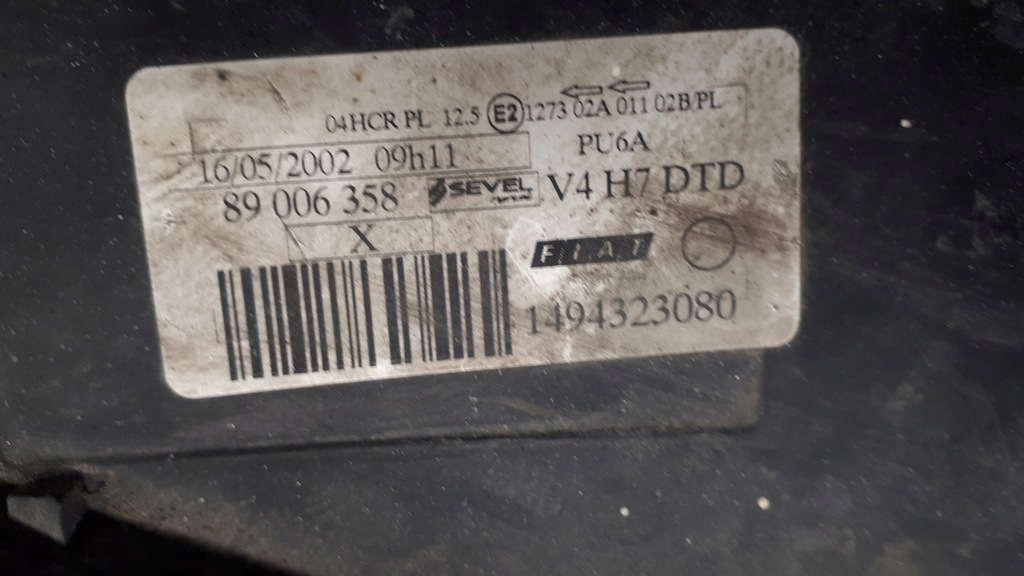 04HCR PL 12.5 E2 1273 02A 011 02B/PL
16/05/2002 09h11 PU6A
89 006 358 SEVEL V4 H7 DTD
X FIAT
1494323080